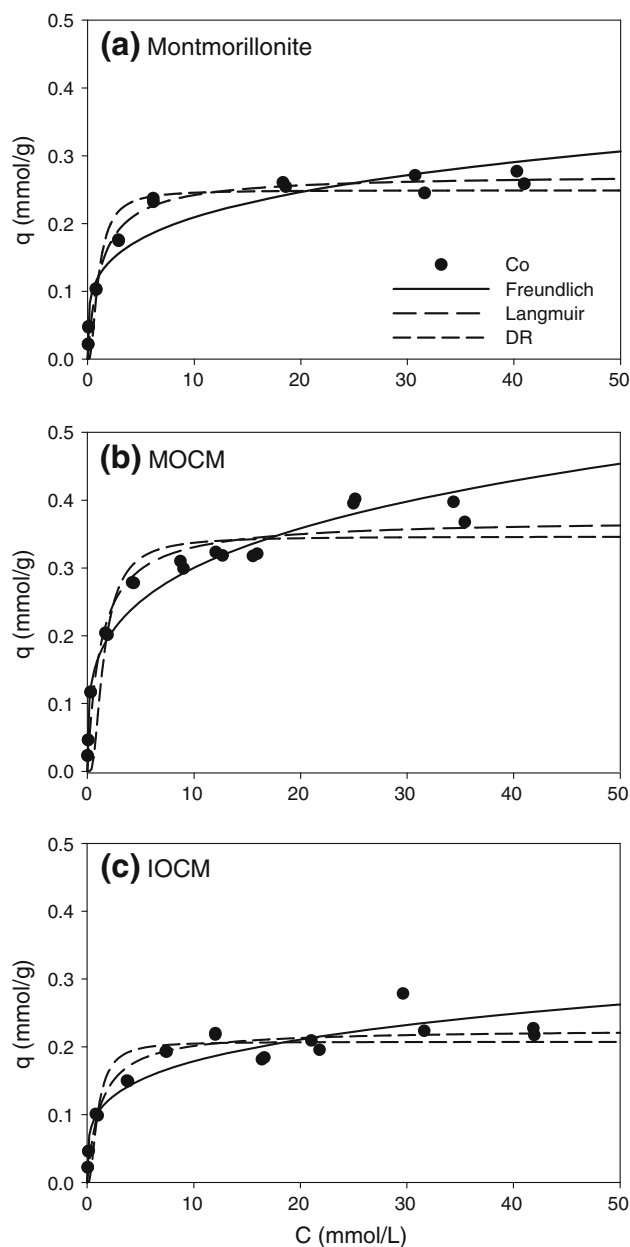 (a) Montmorillonite
0.5
0.4
0.3
0.2
0.1
0.0
q (mmol/g)
Co
Freundlich
Langmuir
DR
0 10 20 30 40 50
(b) MOCM
0.5
0.4
0.3
0.2
0.1
0.0
q (mmol/g)
0 10 20 30 40 50
(c) IOCM
0.5
0.4
0.3
0.2
0.1
0.0
q (mmol/g)
0 10 20 30 40 50
C (mmol/L)